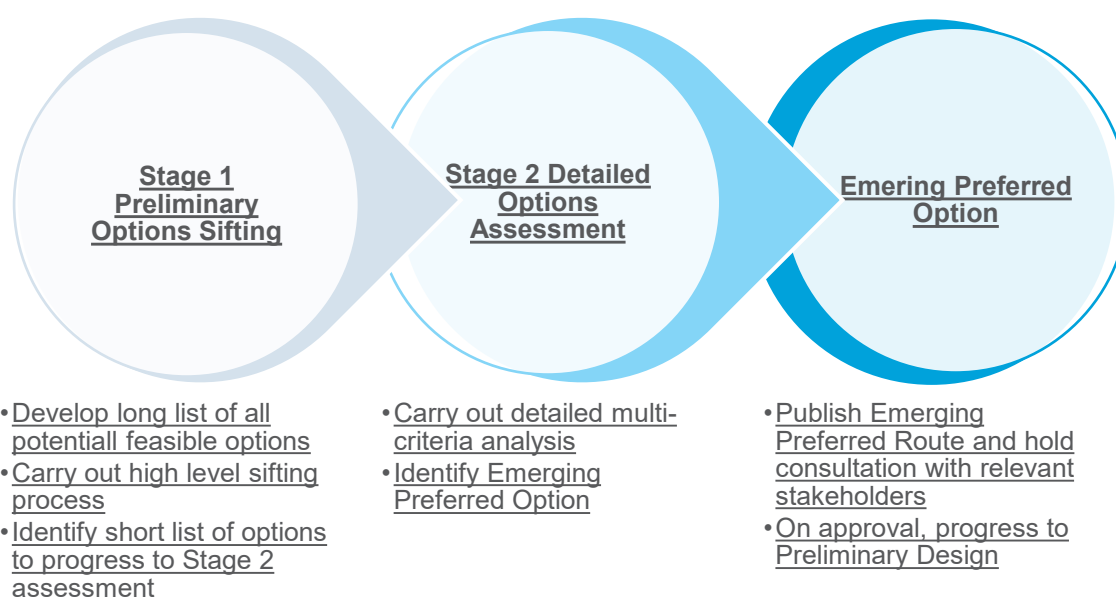 Stage 1
Preliminary
Options Sifting
•Develop long list of all
potentiall feasible options
•Carry out high level sifting
process
•Identify short list of options
to progress to Stage 2
assessment
Stage 2 Detailed
Options
Assessment
•Carry out detailed multi-
criteria analysis
•Identify Emerging
Preferred Option
Emering Preferred
Option
•Publish Emerging
Preferred Route and hold
consultation with relevant
stakeholders
•On approval, progress to
Preliminary Design